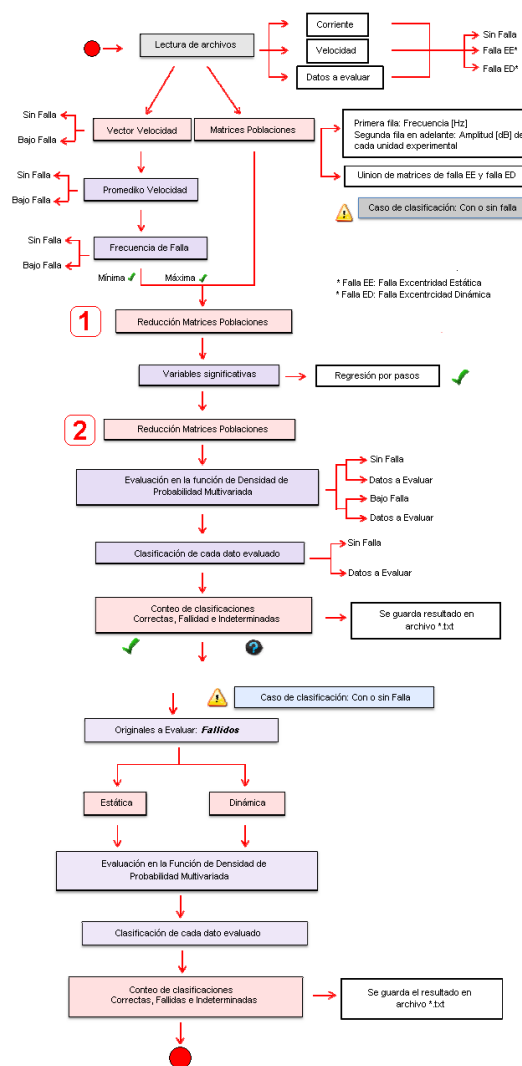 Corriente
Sin Falla
Lectura de archivos
Velocidad
Falla EE*
Datos a evaluar
Falla ED*
Sin Falla
Vector Velocidad
Bajo Falla
Matrices Poblaciones
Primera fila: Frecuencia [Hz]
Segunda fila en adelante: Amplitud [dB] de
cada unidad experimental
Sin Falla
Promediko Velocidad
Bajo Falla
Uinion de matrices de falla EE y falla ED
Caso de clasificación: Con o sin falla
Sin Falla
Frecuencia de Falla
Bajo Falla
Mínima
Máxima
* Falla EE: Falla Excentridad Estática
* Falla ED: Falla Excentrcidad Dinámica
1
Reducción Matrices Poblaciones
Variables significativas
Regresión por pasos
2
Reducción Matrices Poblaciones
Evaluación en la función de Densidad de
Probabilidad Multivariada
Sin Falla
Datos a Evaluar
Bajo Falla
Datos a Evaluar
Clasificación de cada dato evaluado
Sin Falla
Datos a Evaluar
Conteo de clasificaciones
Correctas, Fallidad e Indeterminadas
Se guarda resultado en
archivo *.txt
?
Caso de clasificación: Con o sin Falla
Originales a Evaluar: Fallidos
Estática
Dinámica
Evaluación en la Función de Densidad de
Probabilidad Multivariada
Clasificación de cada dato evaluado
Conteo de clasificaciones
Correctas, Fallidas e Indeterminadas
Se guarda el resultado en
archivo *.txt